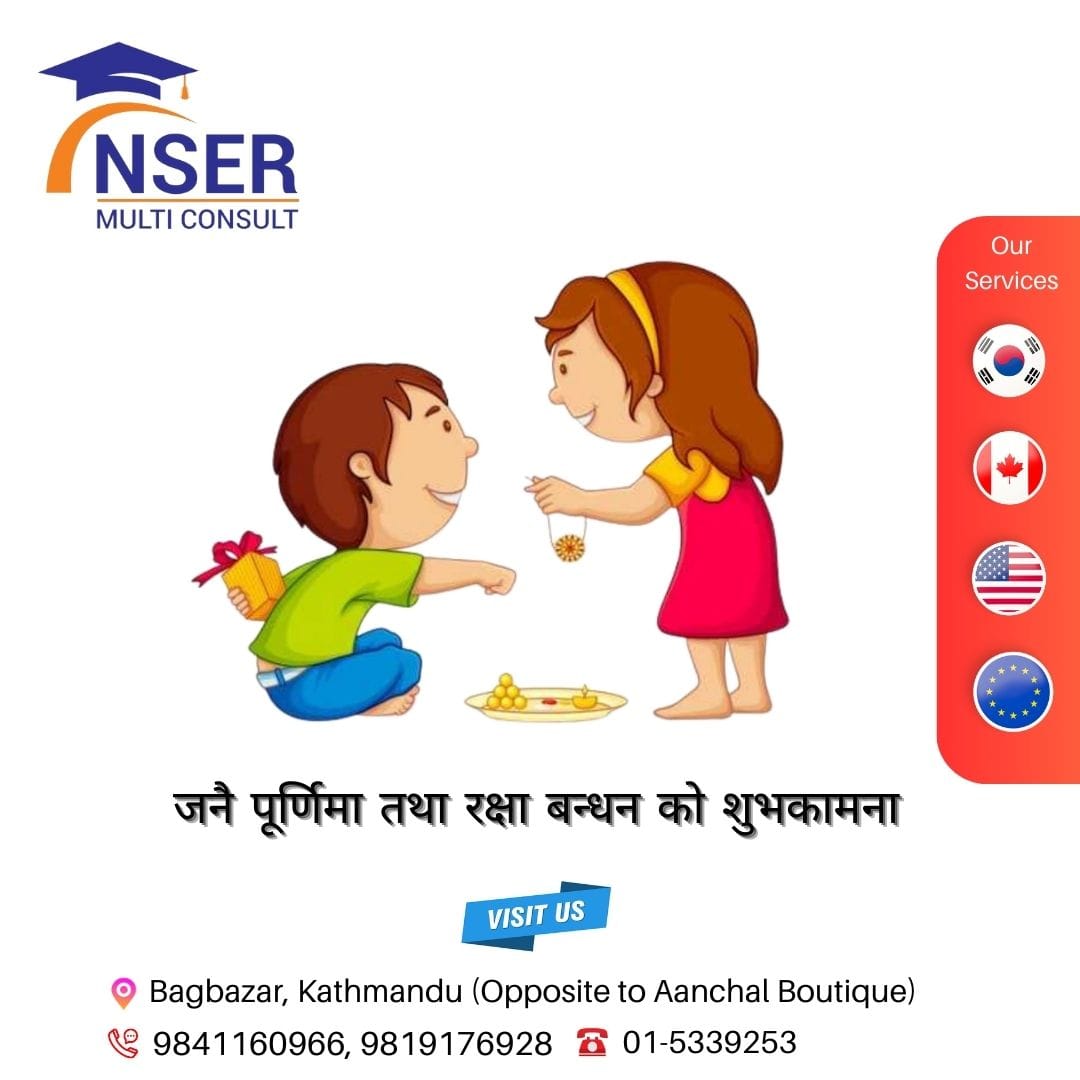 NSER
MULTI CONSULT
Our
Services
जनै पूर्णिमा तथा रक्षा बन्धन को शुभकामना
VISIT US
Bagbazar, Kathmandu (Opposite to Aanchal Boutique)
9841160966, 9819176928 01-5339253